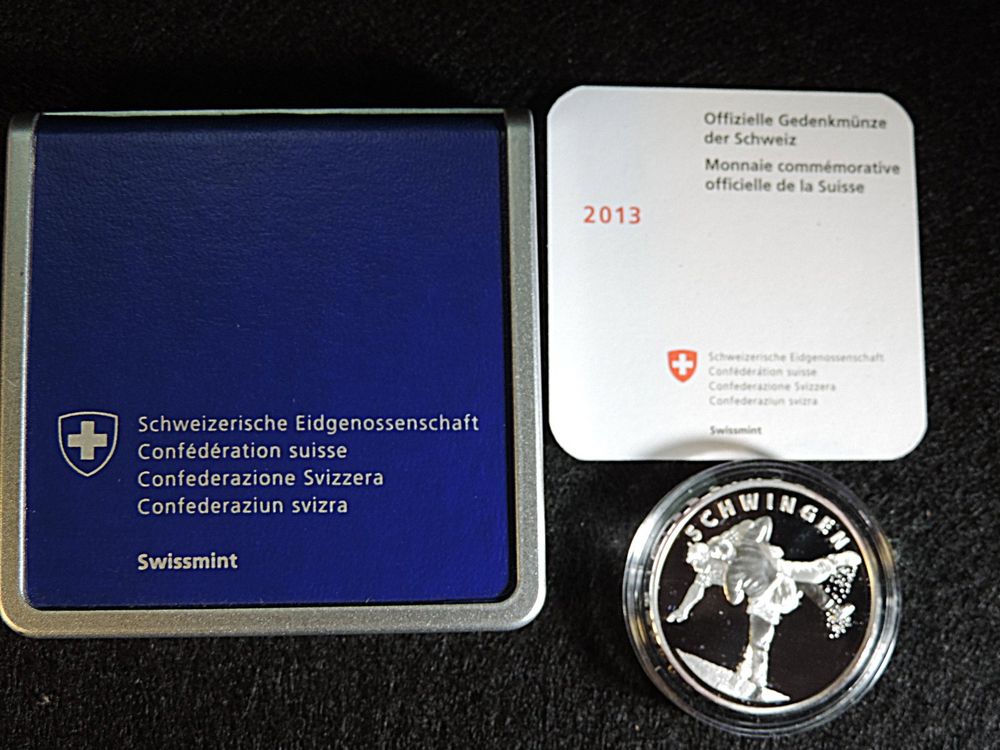 Schweizerische Eidgenossenschaft
Confédération suisse
Confederazione Svizzera
Confederaziun svizra
Swissmint
Offizielle Gedenkmünze
der Schweiz
Monnaie commémorative
officielle de la Suisse
2013
Schweizerische Eidgenossenschaft
Confédération suisse
Confederazione Svizzera
Confederaziun svizra
Swissmint
SCHWINGEN